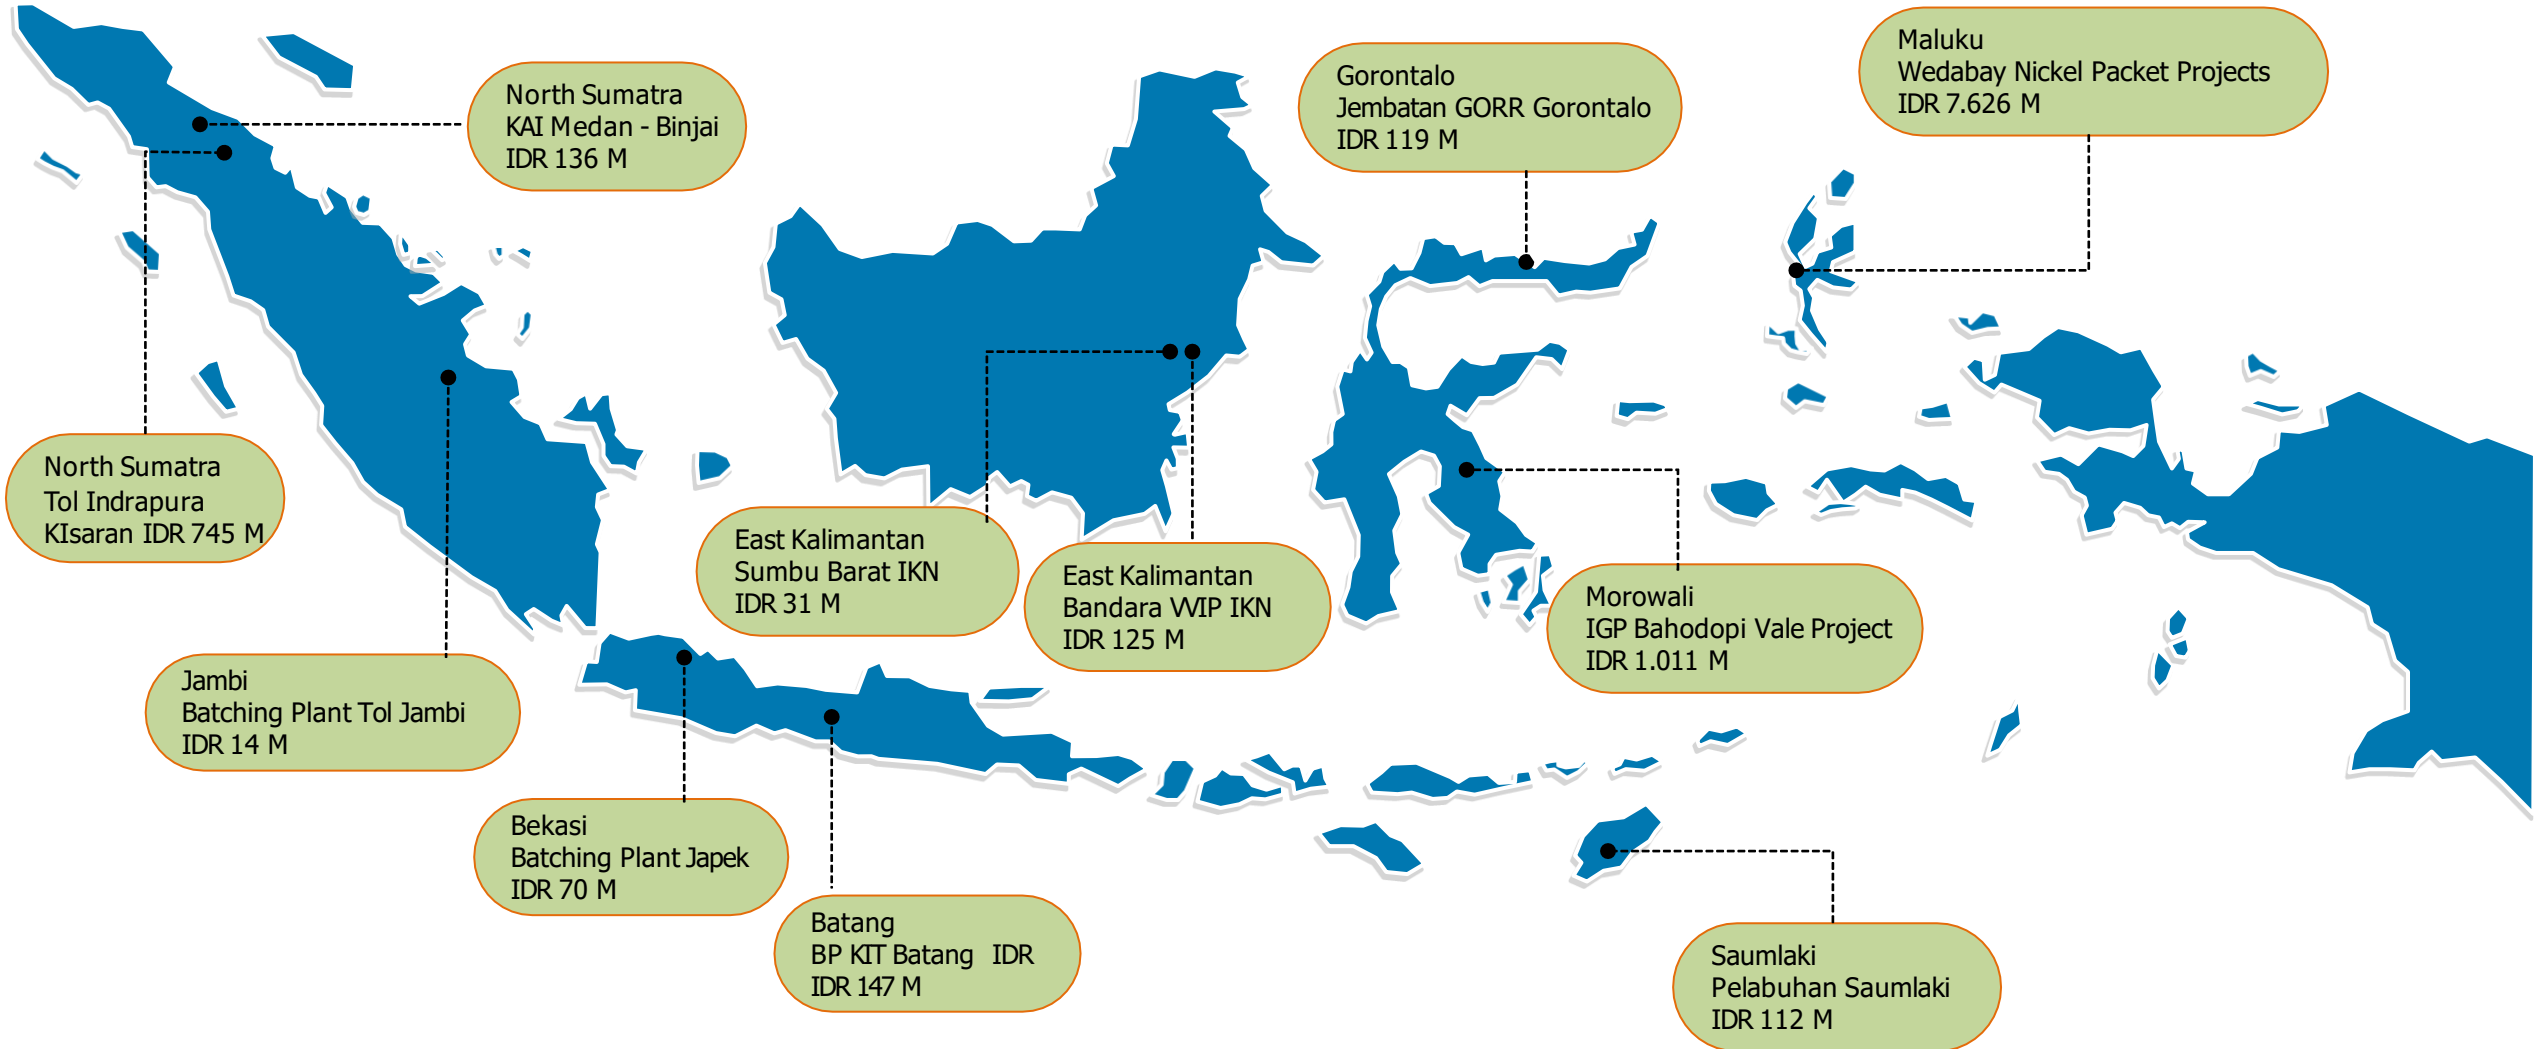 North Sumatra
KAI Medan - Binjai
IDR 136 M
Gorontalo
Jembatan GORR Gorontalo
IDR 119 M
Maluku
Wedabay Nickel Packet Projects
IDR 7.626 M
North Sumatra
Tol Indrapura
KIsaran IDR 745 M
East Kalimantan
Sumbu Barat IKN
IDR 31 M
East Kalimantan
Bandara VVIP IKN
IDR 125 M
Morowali
IGP Bahodopi Vale Project
IDR 1.011 M
Jambi
Batching Plant Tol Jambi
IDR 14 M
Bekasi
Batching Plant Japek
IDR 70 M
Batang
BP KIT Batang IDR
IDR 147 M
Saumlaki
Pelabuhan Saumlaki
IDR 112 M